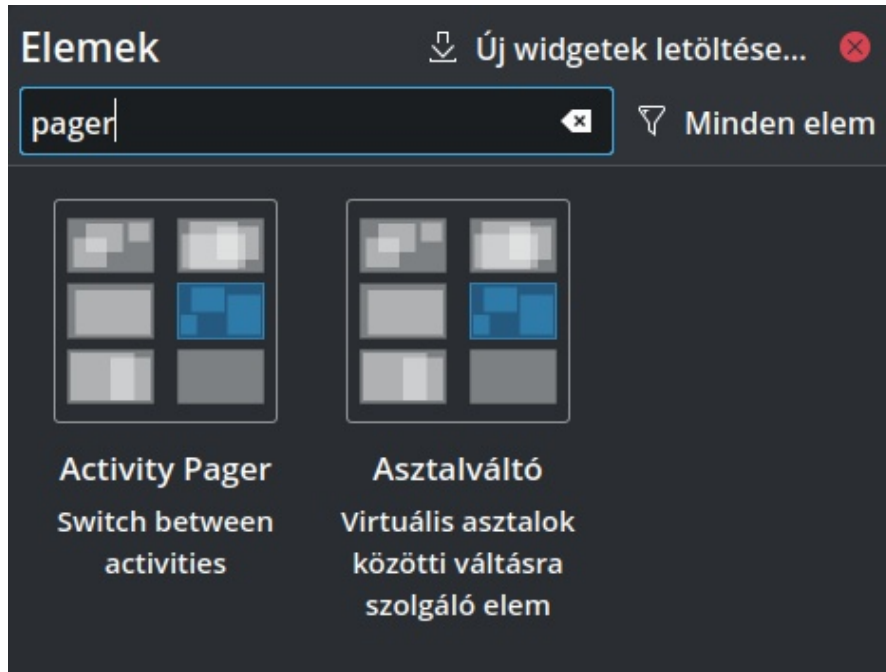 Elemek
Új widgetek letöltése...
pager
Minden elem
Activity Pager
Switch between
activities
Asztalváltó
Virtuális asztalok
közötti váltásra
szolgáló elem